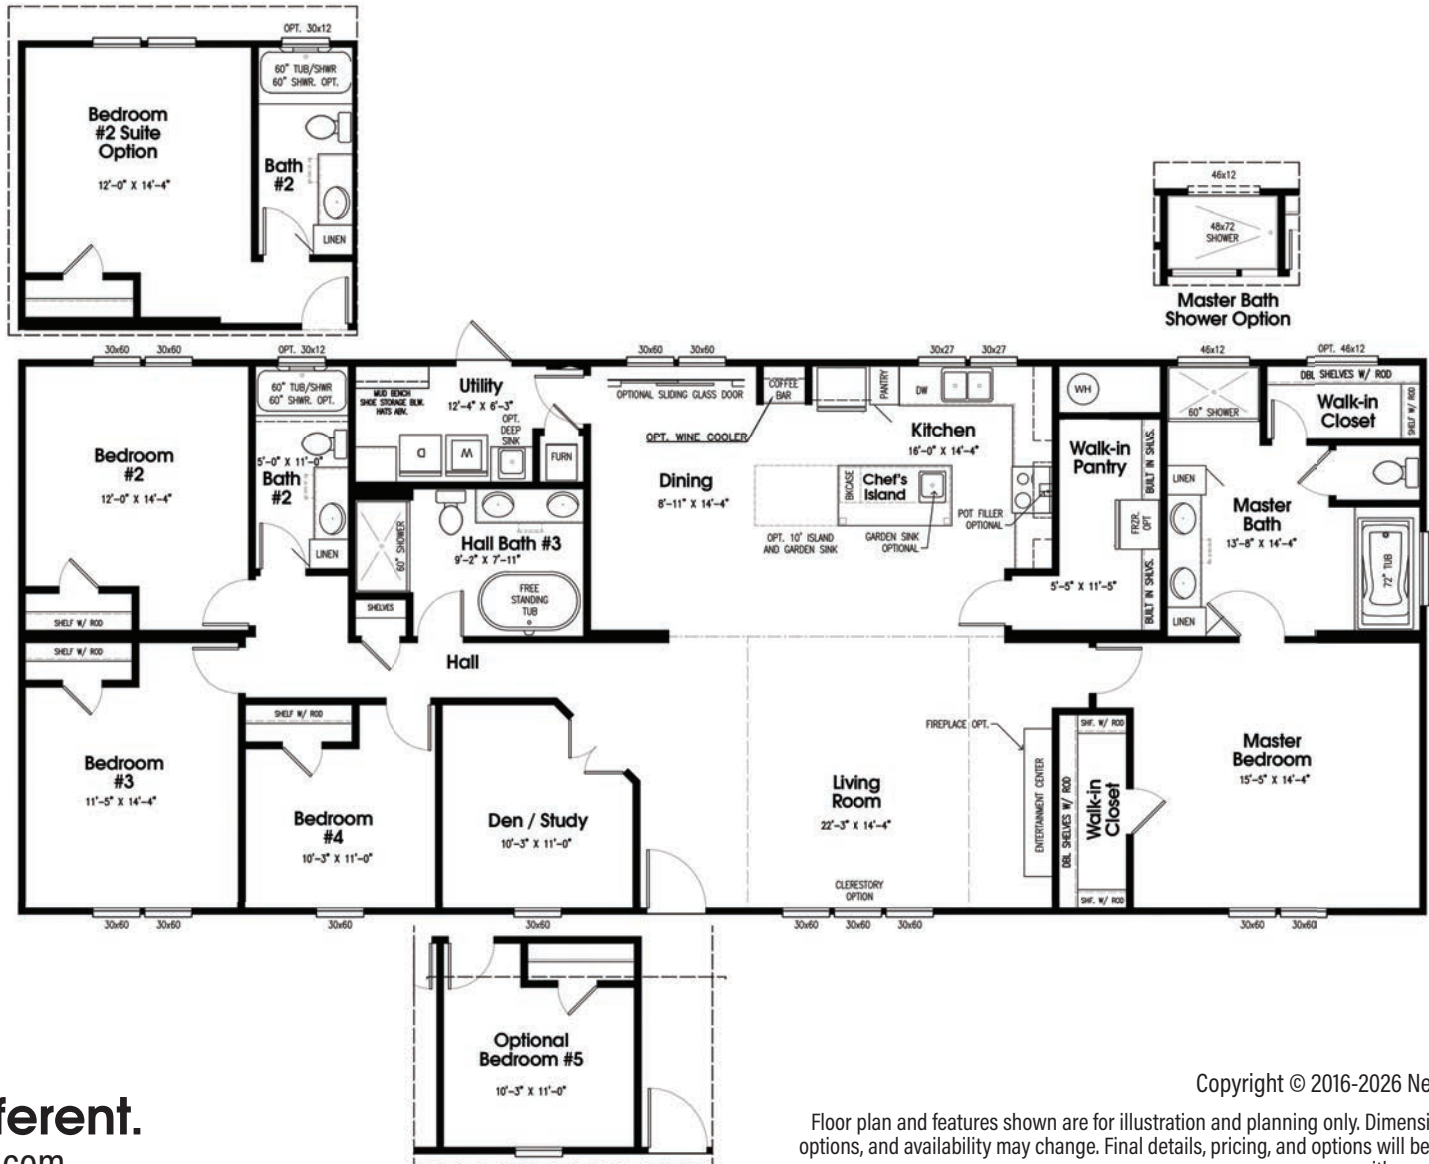 OPT. 30x12
60" TUB/SHWR
60" SHWR. OPT.
Bedroom
#2 Suite
Option
12'-0" X 14'-4"
Bath
#2
LINEN
46x12
48x72
SHOWER
Master Bath
Shower Option
30x60
30x60
OPT. 30x12
30x60
30x60
30x27
30x27
46x12
OPT. 46x12
60" TUB/SHWR
60" SHWR. OPT.
Bedroom
#2
12'-0" X 14'-4"
5'-0" X 11'-0"
Bath
#2
LINEN
SHELF W/ ROD
MUD BENCH
SHOE STORAGE BLW.
HATS ABV.
Utility
12'-4" X 6'-3"
OPT.
DEEP
SINK
D
W
FURN
60" SHOWER
Hall Bath #3
9'-2" X 7'-11"
FREE
STANDING
TUB
SHELVES
Hall
OPTIONAL SLIDING GLASS DOOR
COFFEE
BAR
OPT. WINE COOLER
Dining
8'-11" X 14'-4"
PANTRY
DW
Kitchen
16'-0" X 14'-4"
BKCASE
Chef's
Island
OPT. 10' ISLAND
AND GARDEN SINK
GARDEN SINK
OPTIONAL
POT FILLER
OPTIONAL
WH
Walk-in
Pantry
5'-5" X 11'-5"
BUILT IN SHLVS.
FRZR.
OPT
BUILT IN SHLVS.
60" SHOWER
DBL SHELVES W/ ROD
Walk-in
Closet
SHELF W/ ROD
LINEN
Master
Bath
13'-8" X 14'-4"
72" TUB
LINEN
SHELF W/ ROD
Bedroom
#3
11'-5" X 14'-4"
SHELF W/ ROD
Bedroom
#4
10'-3" X 11'-0"
Den / Study
10'-3" X 11'-0"
FIREPLACE OPT.
Living
Room
22'-3" X 14'-4"
CLERESTORY
OPTION
ENTERTAINMENT CENTER
SHF. W/ ROD
DBL SHELVES W/ ROD
Walk-in
Closet
SHF. W/ ROD
Master
Bedroom
15'-5" X 14'-4"
30x60
30x60
30x60
30x60
30x60
30x60
30x60
30x60
30x60
Optional
Bedroom #5
10'-3" X 11'-0"
ferent.
.com
Copyright © 2016-2026 Ne
Floor plan and features shown are for illustration and planning only. Dimensi
options, and availability may change. Final details, pricing, and options will be